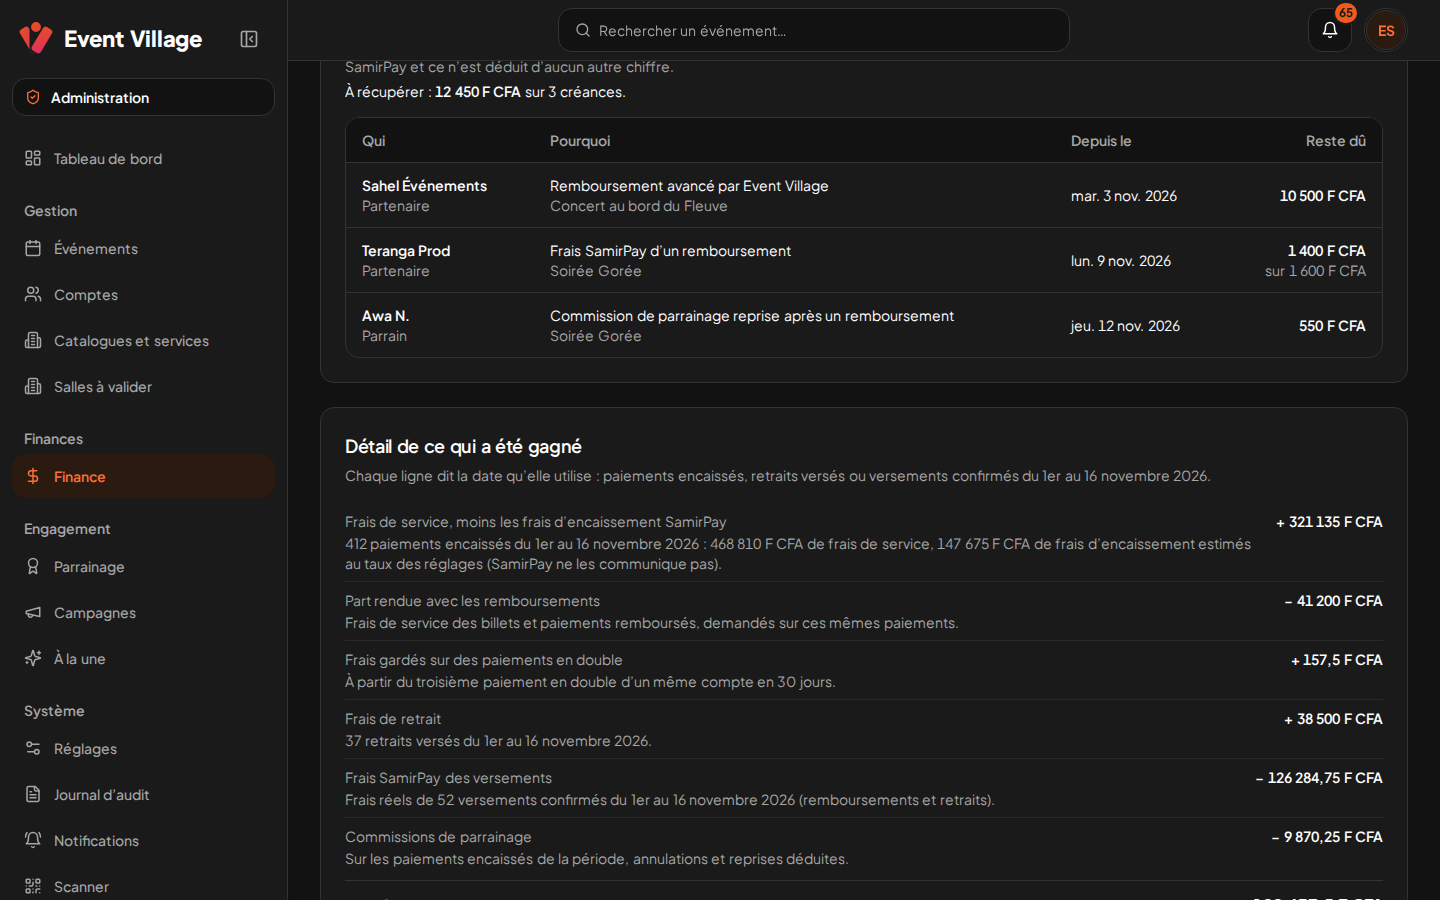 Event Village
Administration
Tableau de bord
Gestion
Événements
Comptes
Catalogues et services
Salles à valider
Finances
Finance
Engagement
Parrainage
Campagnes
À la une
Système
Réglages
Journal d'audit
Notifications
Scanner
Rechercher un événement…
65
ES
SamirPay et ce n'est déduit d'aucun autre chiffre.
À récupérer : 12 450 F CFA sur 3 créances.
Qui Pourquoi Depuis le Reste dû
Sahel Événements Remboursement avancé par Event Village mar. 3 nov. 2026 10 500 F CFA
Partenaire Concert au bord du Fleuve
Teranga Prod Frais SamirPay d'un remboursement lun. 9 nov. 2026 1 400 F CFA
Partenaire Soirée Gorée sur 1 600 F CFA
Awa N. Commission de parrainage reprise après un remboursement jeu. 12 nov. 2026 550 F CFA
Parrain Soirée Gorée
Détail de ce qui a été gagné
Chaque ligne dit la date qu'elle utilise : paiements encaissés, retraits versés ou versements confirmés du 1er au 16 novembre 2026.
Frais de service, moins les frais d'encaissement SamirPay + 321 135 F CFA
412 paiements encaissés du 1er au 16 novembre 2026 : 468 810 F CFA de frais de service, 147 675 F CFA de frais d'encaissement estimés
au taux des réglages (SamirPay ne les communique pas).
Part rendue avec les remboursements − 41 200 F CFA
Frais de service des billets et paiements remboursés, demandés sur ces mêmes paiements.
Frais gardés sur des paiements en double + 157,5 F CFA
À partir du troisième paiement en double d'un même compte en 30 jours.
Frais de retrait + 38 500 F CFA
37 retraits versés du 1er au 16 novembre 2026.
Frais SamirPay des versements − 126 284,75 F CFA
Frais réels de 52 versements confirmés du 1er au 16 novembre 2026 (remboursements et retraits).
Commissions de parrainage − 9 870,25 F CFA
Sur les paiements encaissés de la période, annulations et reprises déduites.